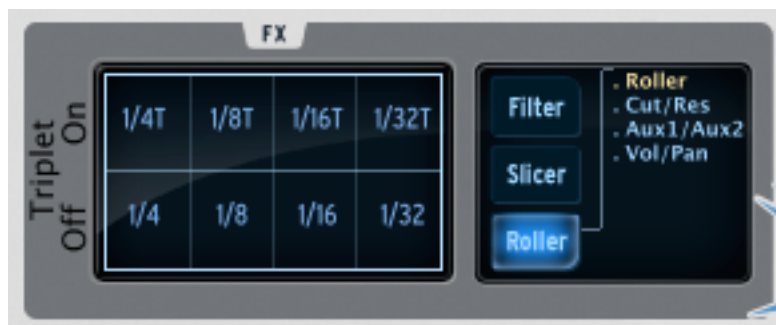 FX
Triplet
On
Off
1/4T 1/8T 1/16T 1/32T
1/4 1/8 1/16 1/32
Filter
Slicer
Roller
. Roller
. Cut/Res
. Aux1/Aux2
. Vol/Pan